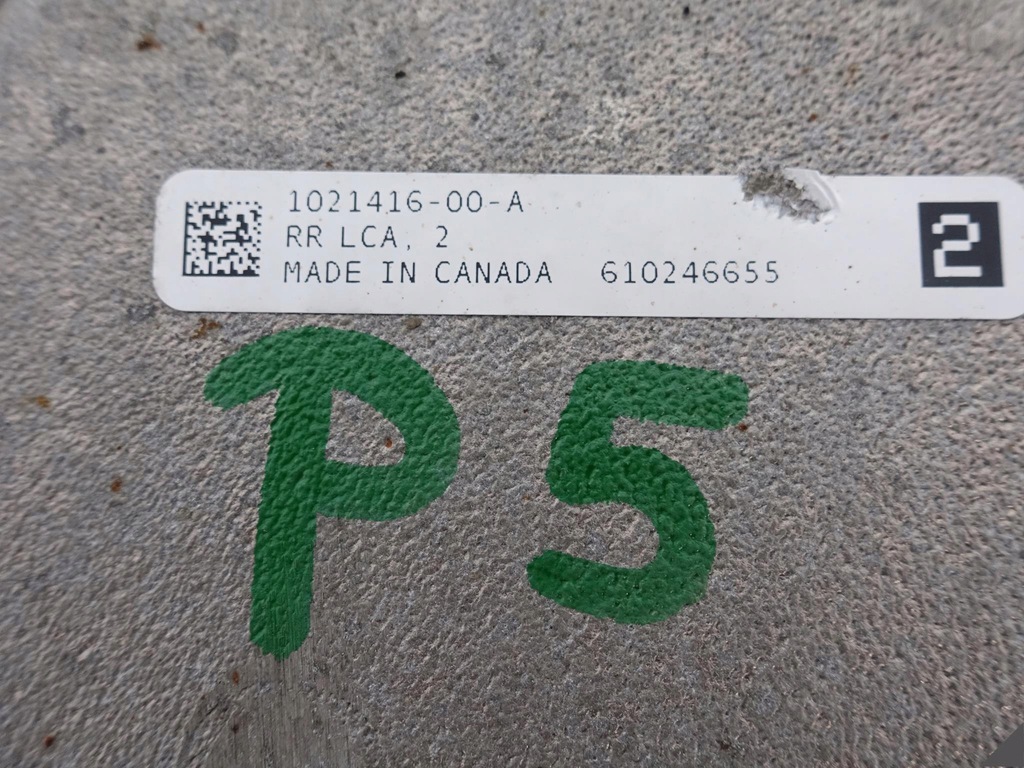 1021416-00-A
RR LCA, 2
MADE IN CANADA 610246655
2
P5